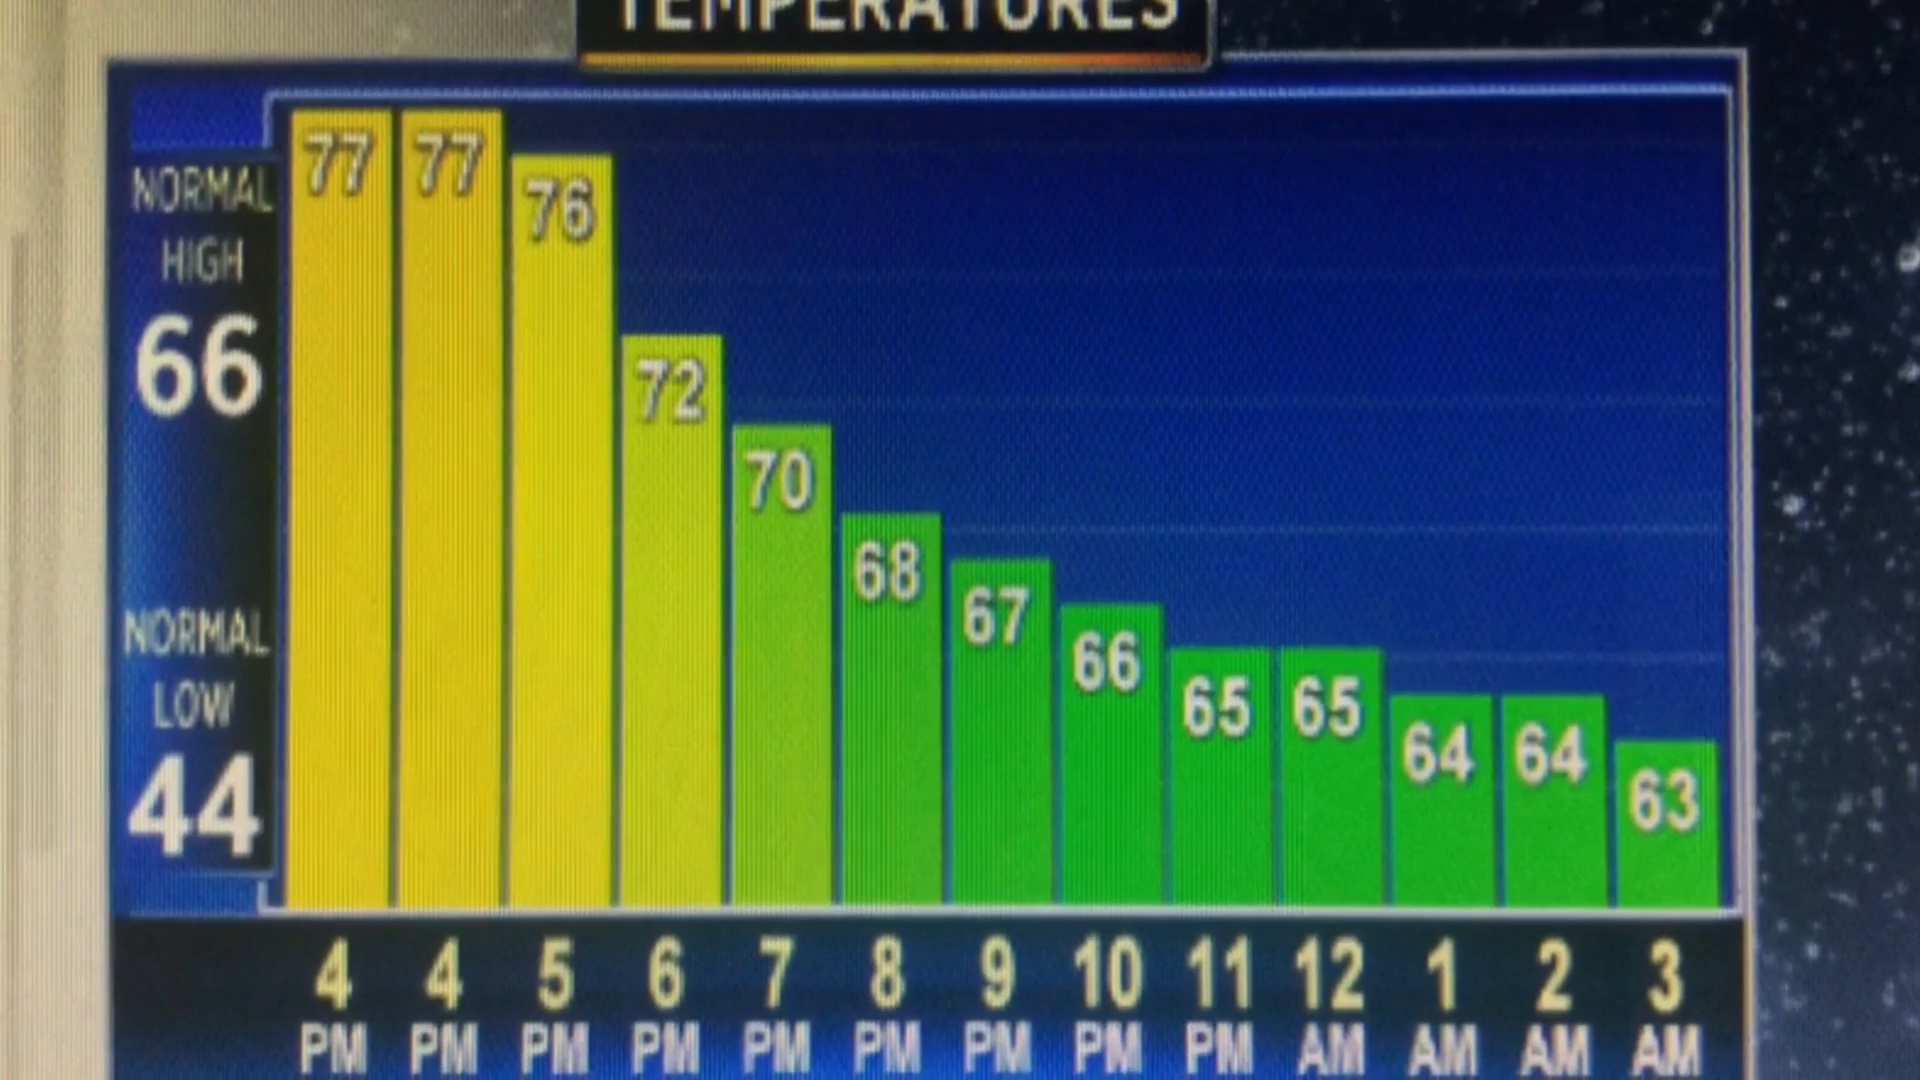 TEMPERATURES
NORMAL
HIGH
66
NORMAL
LOW
44
77 77 76 72 70 68 67 66 65 65 64 64 63
4 4 5 6 7 8 9 10 11 12 1 2 3
PM PM PM PM PM PM PM PM PM AM AM AM AM